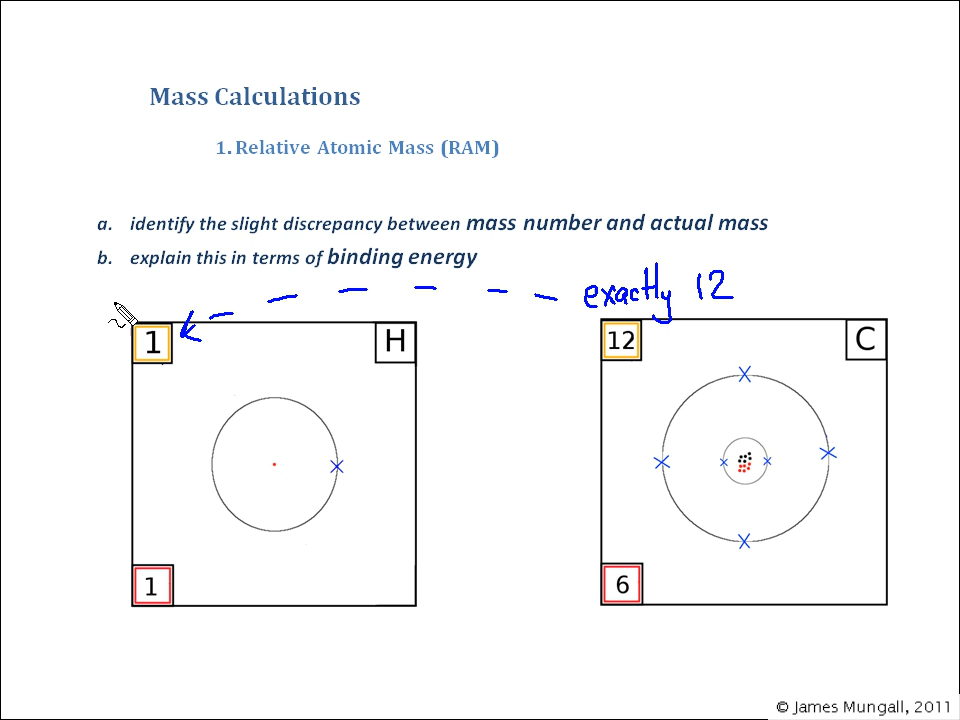 Mass Calculations
1. Relative Atomic Mass (RAM)
a. identify the slight discrepancy between mass number and actual mass
b. explain this in terms of binding energy
exactly 12
1 H
12 C
1
6
© James Mungall, 2011